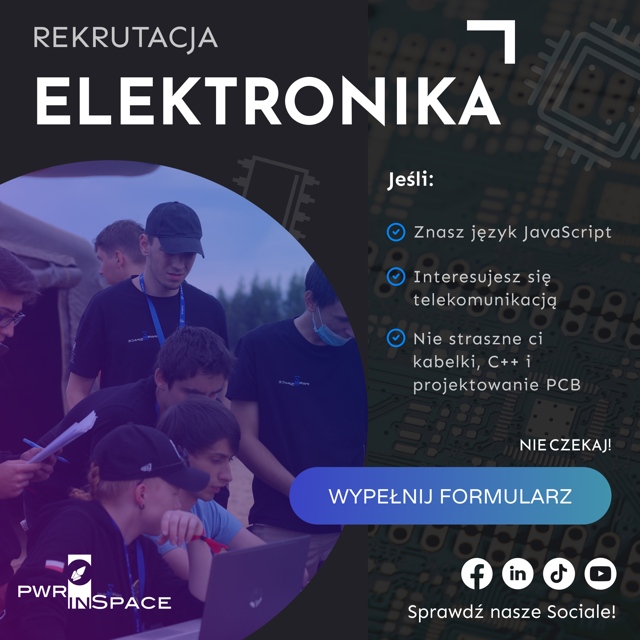 REKRUTACJA
ELEKTRONIKA
Jeśli:
Znasz język JavaScript
Interesujesz się
telekomunikacją
Nie straszne ci
kabelki, C++ i
projektowanie PCB
NIE CZEKAJ!
WYPEŁNIJ FORMULARZ
PWR
INSPACE
Sprawdź nasze Sociale!